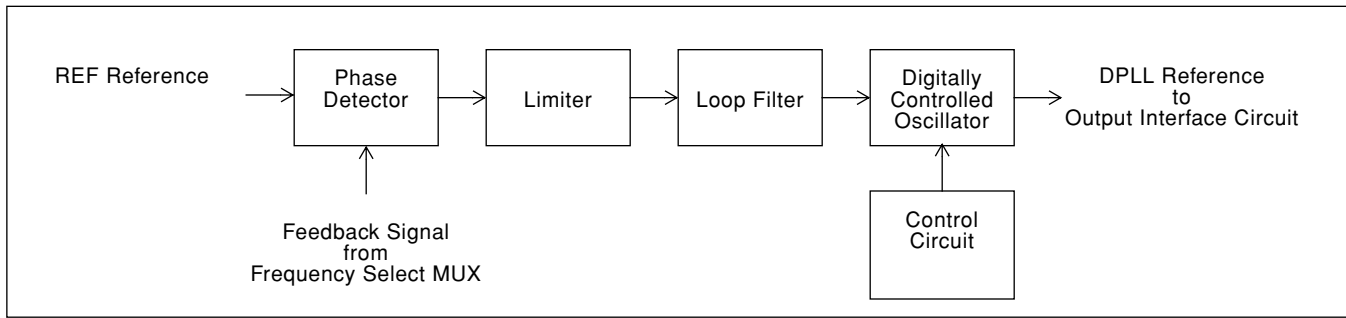 REF Reference
Phase
Detector
Limiter
Loop Filter
Digitally
Controlled
Oscillator
DPLL Reference
to
Output Interface Circuit
Feedback Signal
from
Frequency Select MUX
Control
Circuit